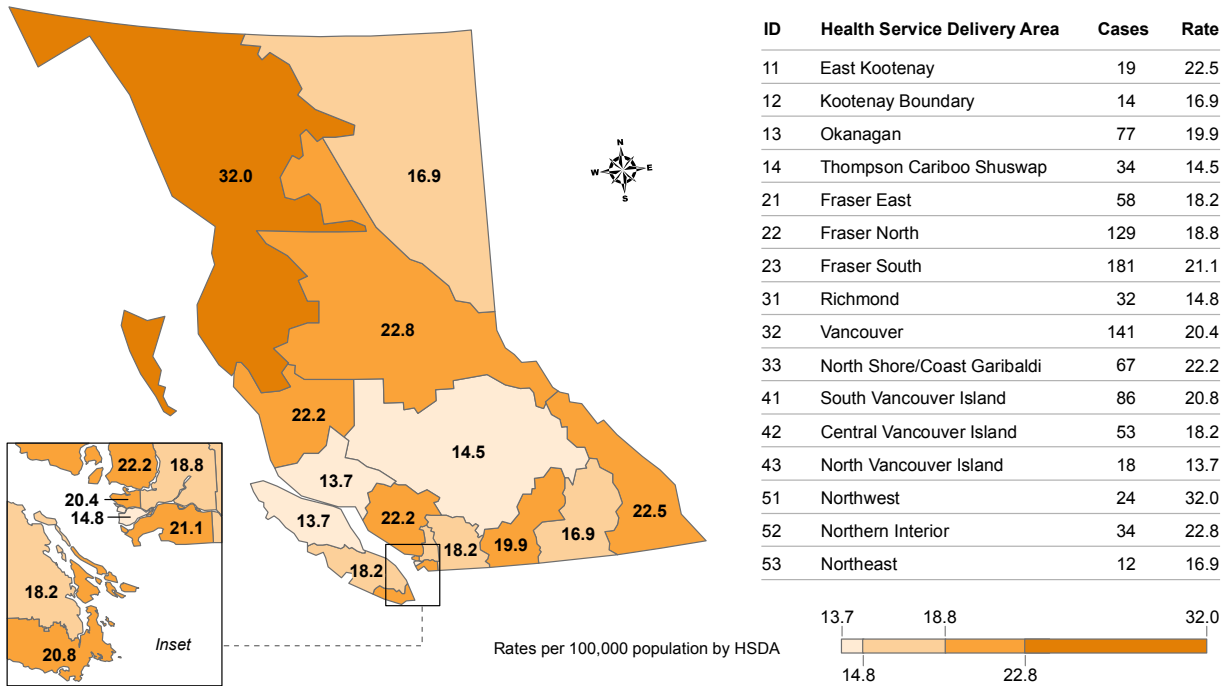 32.0
16.9
N
W E
S
22.8
22.2
14.5
13.7
13.7
22.2
18.2
19.9
16.9
22.5
18.2
22.2
18.8
20.4
14.8
21.1
18.2
20.8
Inset
Rates per 100,000 population by HSDA
ID Health Service Delivery Area Cases Rate
11 East Kootenay 19 22.5
12 Kootenay Boundary 14 16.9
13 Okanagan 77 19.9
14 Thompson Cariboo Shuswap 34 14.5
21 Fraser East 58 18.2
22 Fraser North 129 18.8
23 Fraser South 181 21.1
31 Richmond 32 14.8
32 Vancouver 141 20.4
33 North Shore/Coast Garibaldi 67 22.2
41 South Vancouver Island 86 20.8
42 Central Vancouver Island 53 18.2
43 North Vancouver Island 18 13.7
51 Northwest 24 32.0
52 Northern Interior 34 22.8
53 Northeast 12 16.9
13.7 18.8 32.0
14.8 22.8